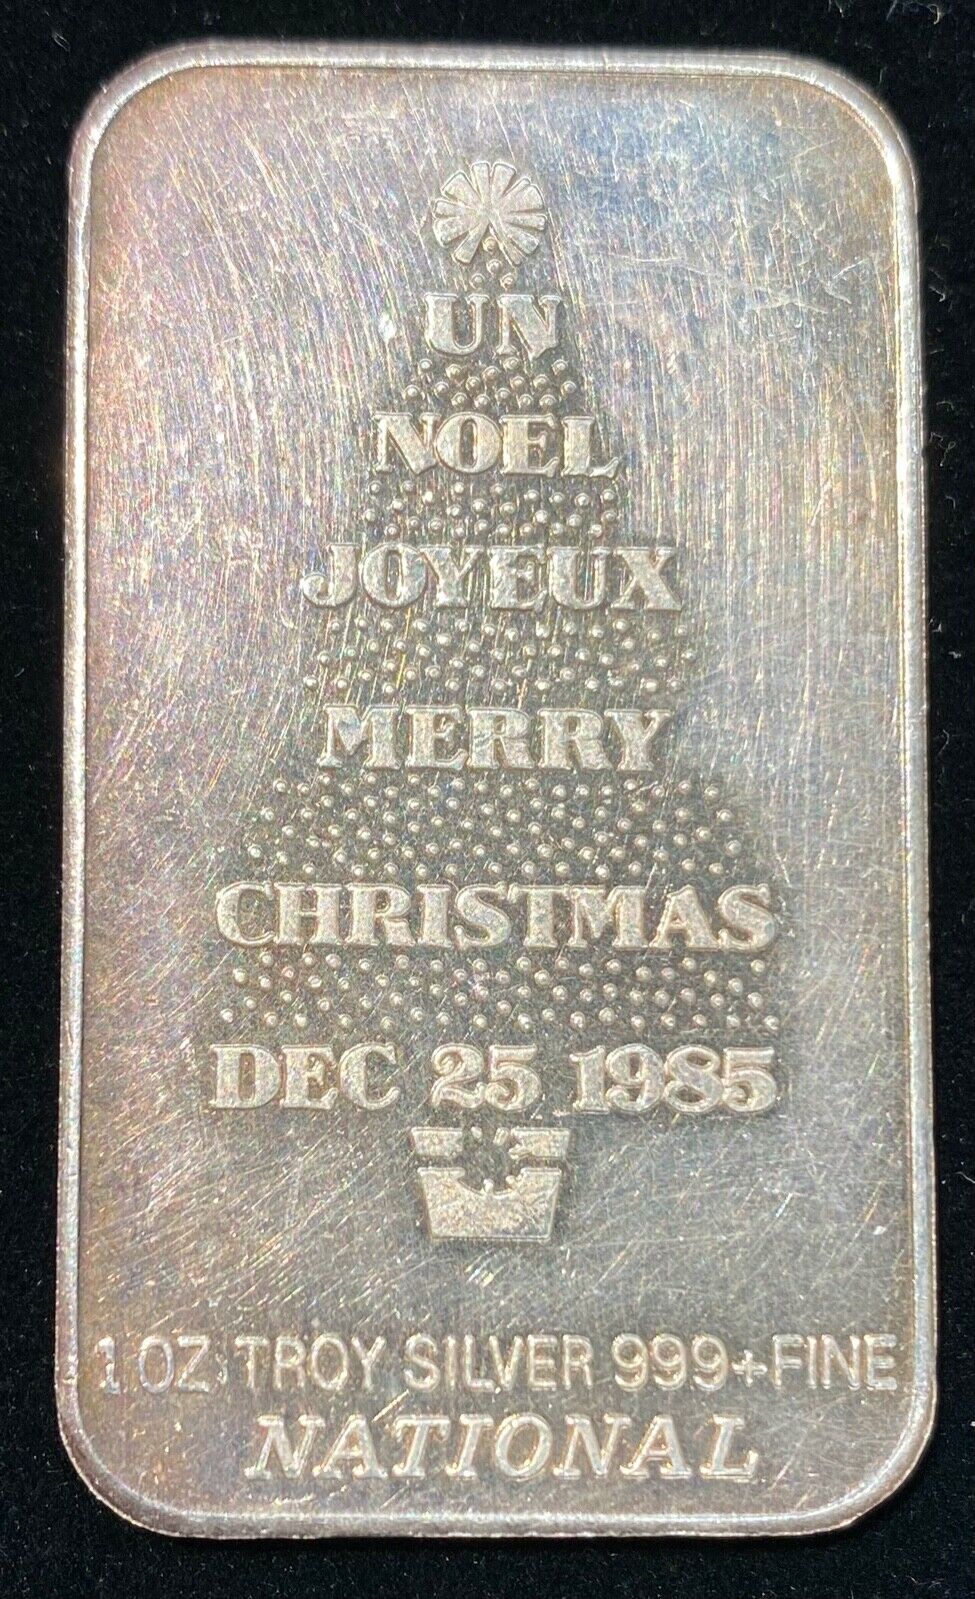 UN
NOEL
JOYEUX
MERRY
CHRISTMAS
DEC 25 1985
1 OZ TROY SILVER 999+FINE
NATIONAL